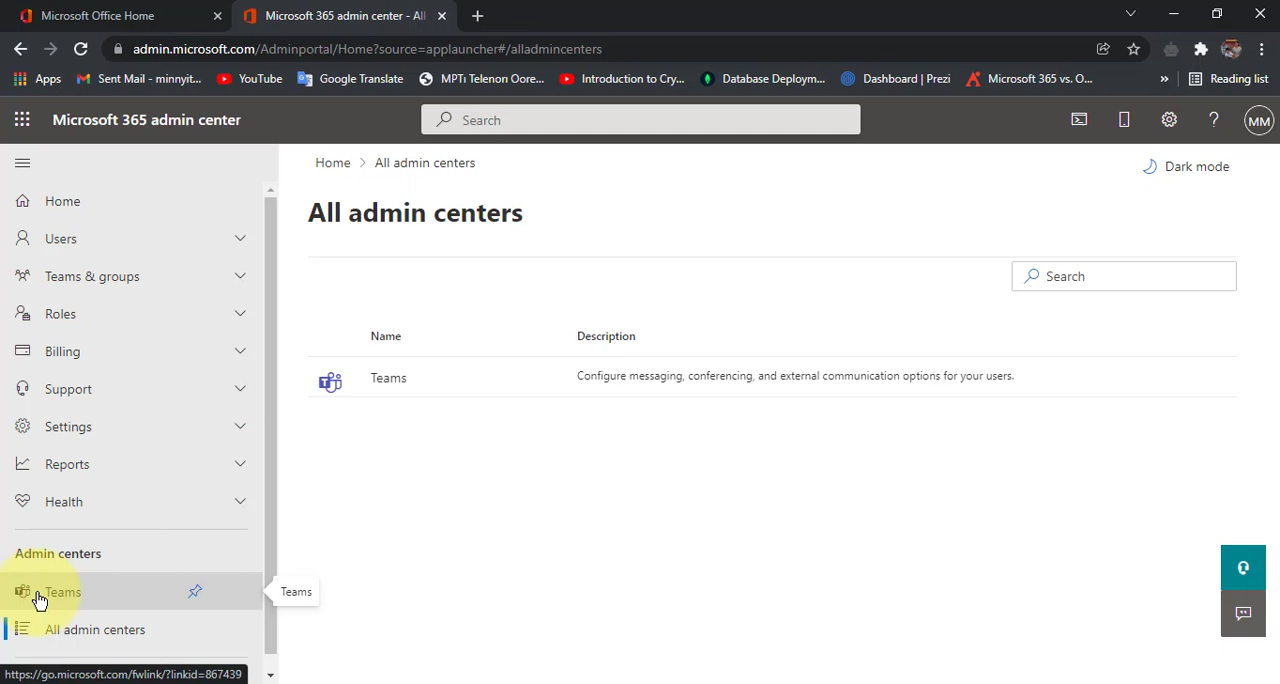 Microsoft Office Home
Microsoft 365 admin center - All
admin.microsoft.com/Adminportal/Home?source=applauncher#/alladmincenters
Apps
Sent Mail - minnyit...
YouTube
Google Translate
MPTi Telenon Oore...
Introduction to Cry...
Database Deploym...
Dashboard | Prezi
Microsoft 365 vs. O...
»
Reading list
Microsoft 365 admin center
Search
MM
Home > All admin centers
Dark mode
All admin centers
Search
Name
Description
Teams
Configure messaging, conferencing, and external communication options for your users.
Home
Users
Teams & groups
Roles
Billing
Support
Settings
Reports
Health
Admin centers
Teams
Teams
All admin centers
https://go.microsoft.com/fwlink/?linkid=867439